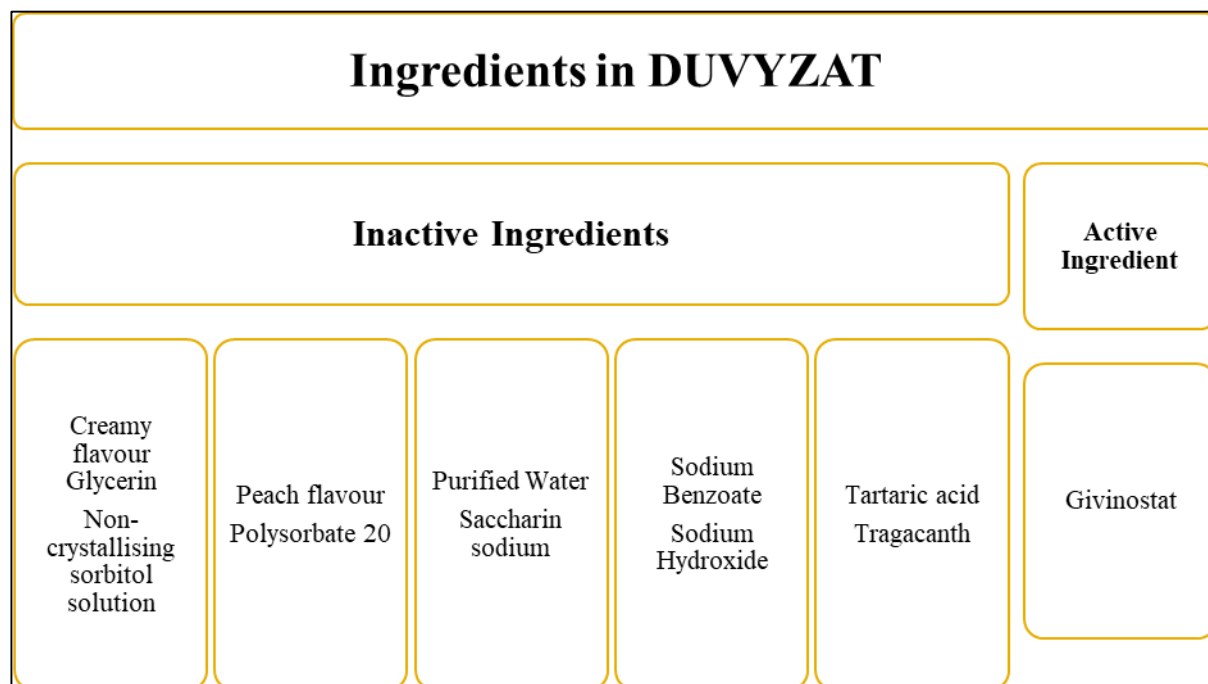 Ingredients in DUVYZAT
Inactive Ingredients
Active
Ingredient
Creamy
flavour
Glycerin
Non-
crystallising
sorbitol
solution
Peach flavour
Polysorbate 20
Purified Water
Saccharin
sodium
Sodium
Benzoate
Sodium
Hydroxide
Tartaric acid
Tragacanth
Givinostat